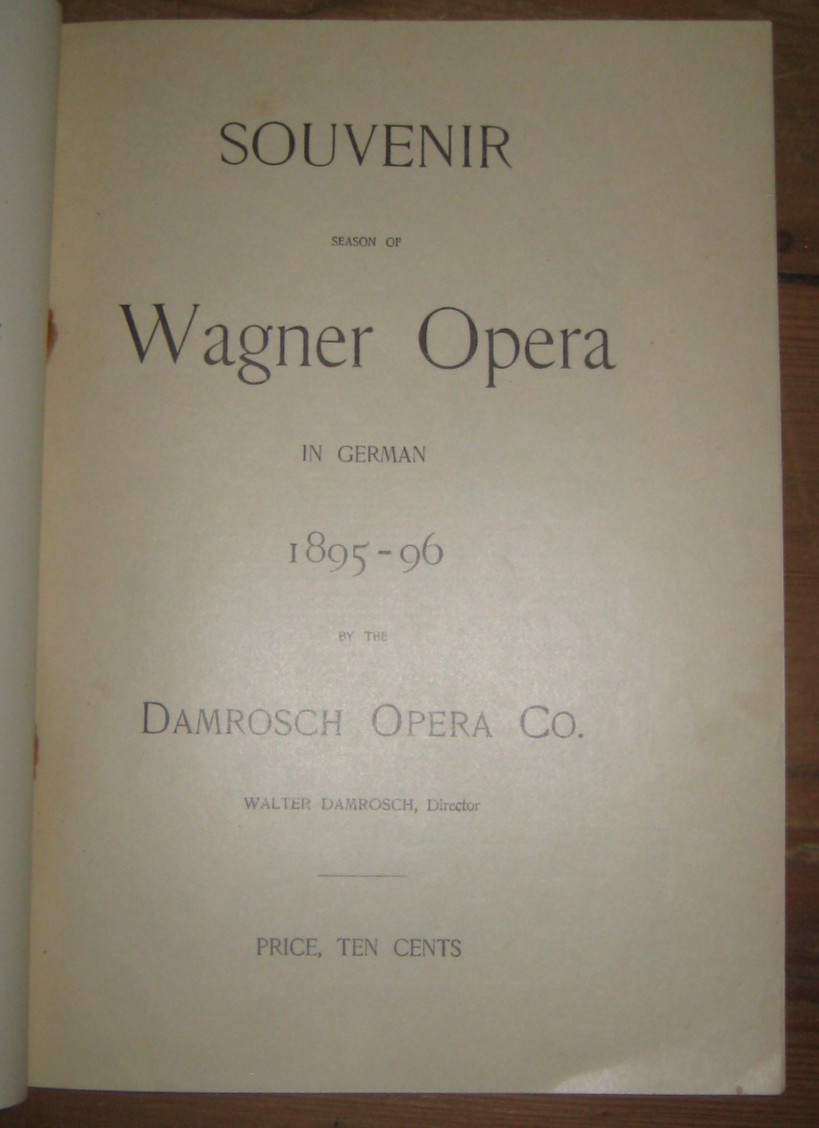 SOUVENIR
SEASON OF
Wagner Opera
IN GERMAN
1895-96
BY THE
DAMROSCH OPERA CO.
WALTER DAMROSCH, Director
PRICE, TEN CENTS